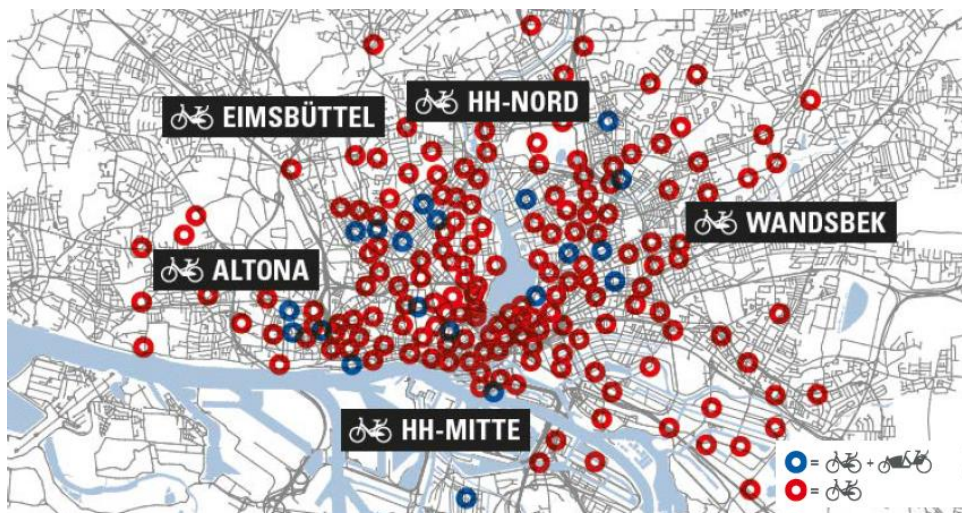 HH-NORD
EIMSBÜTTEL
WANDSBEK
ALTONA
HH-MITTE
= +
=